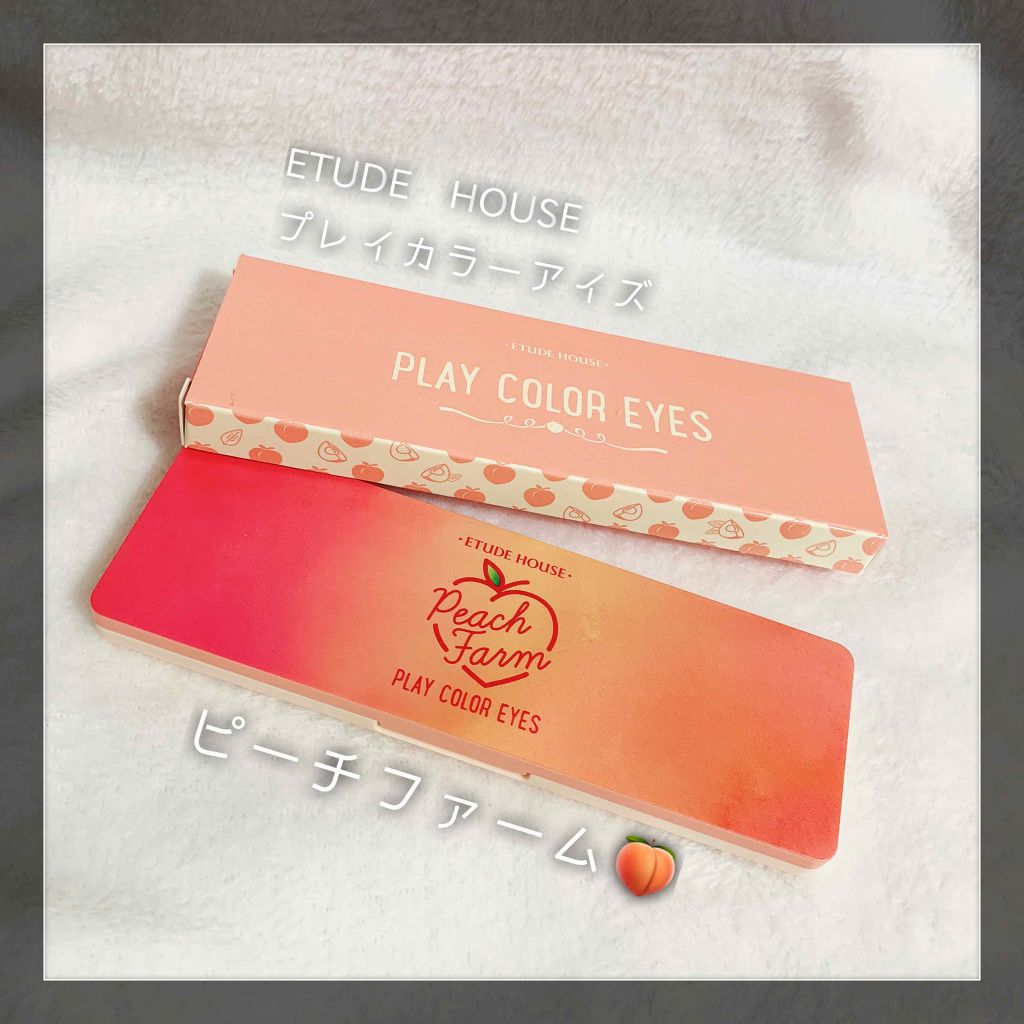 ETUDE HOUSE
プレイカラーアイズ
·ETUDE HOUSE·
PLAY COLOR EYES
·ETUDE HOUSE·
Peach
Farm
PLAY COLOR EYES
ピーチファーム🍑